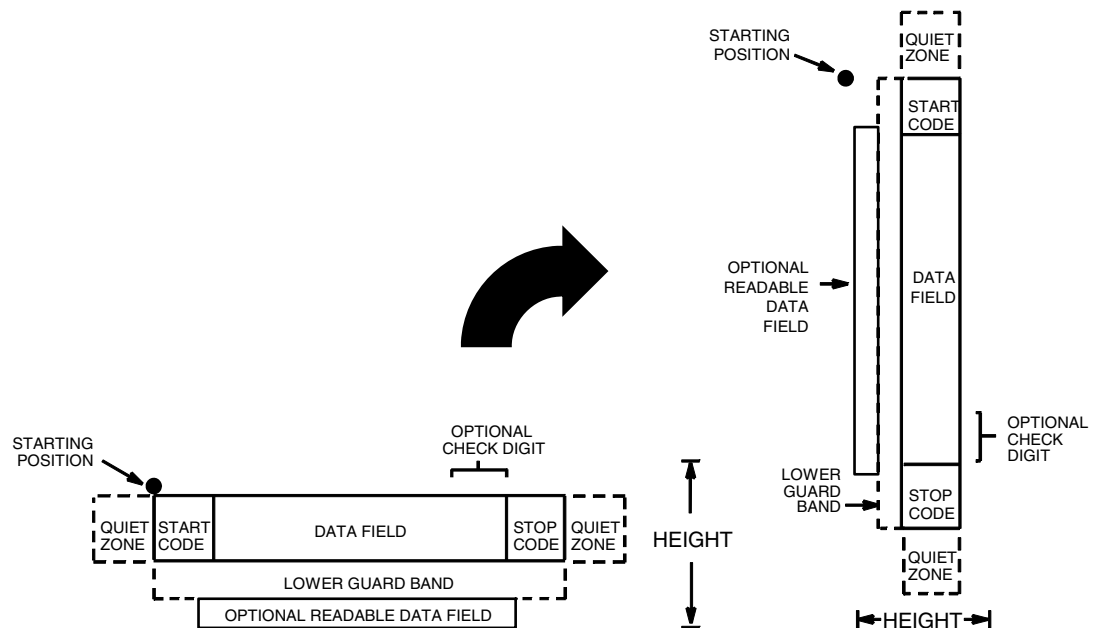 STARTING
POSITION
QUIET
ZONE
START
CODE
OPTIONAL
READABLE
DATA
FIELD
DATA
FIELD
OPTIONAL
CHECK
DIGIT
LOWER
GUARD
BAND
STOP
CODE
QUIET
ZONE
HEIGHT
OPTIONAL
CHECK DIGIT
STARTING
POSITION
QUIET
ZONE
START
CODE
DATA FIELD
STOP
CODE
QUIET
ZONE
HEIGHT
LOWER GUARD BAND
OPTIONAL READABLE DATA FIELD